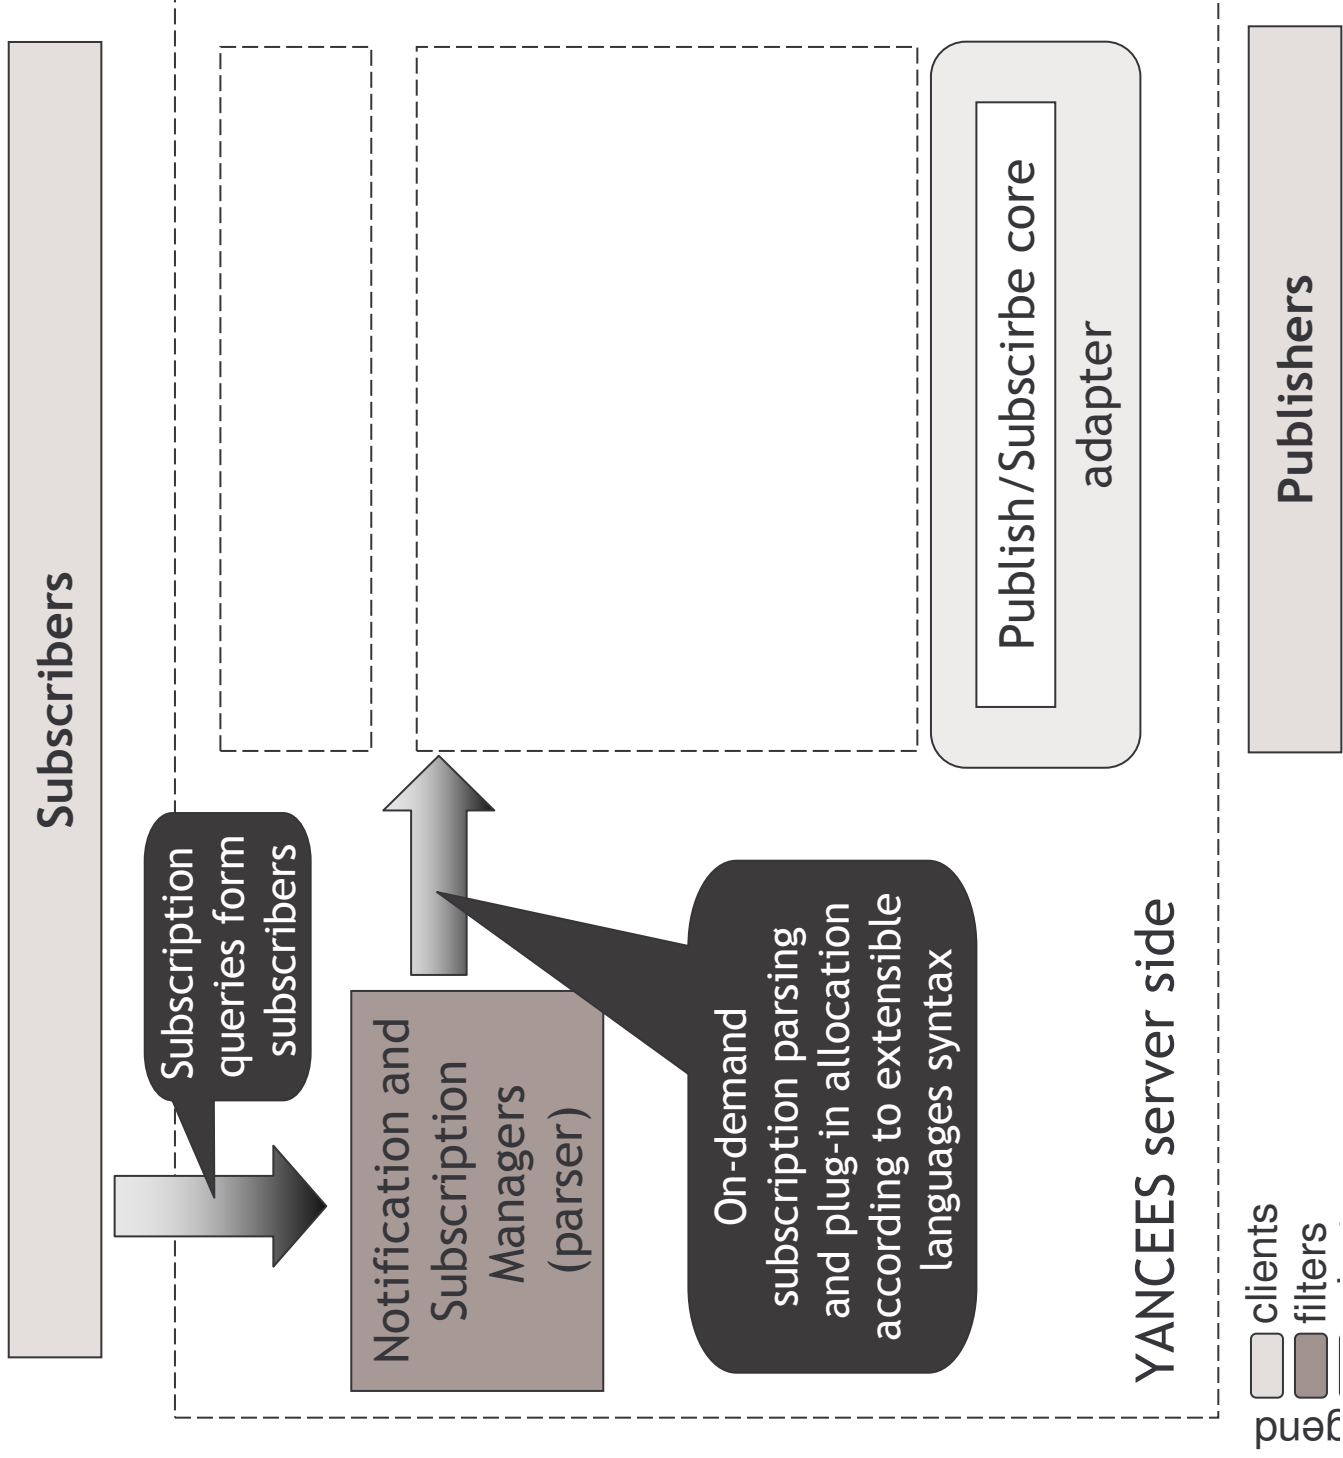 Subscribers
Subscription
queries form
subscribers
Notification and
Subscription
Managers
(parser)
On-demand
subscription parsing
and plug-in allocation
according to extensible
languages syntax
Publish/Subscirbe core
adapter
YANCEES server side
Publishers
clients
filters